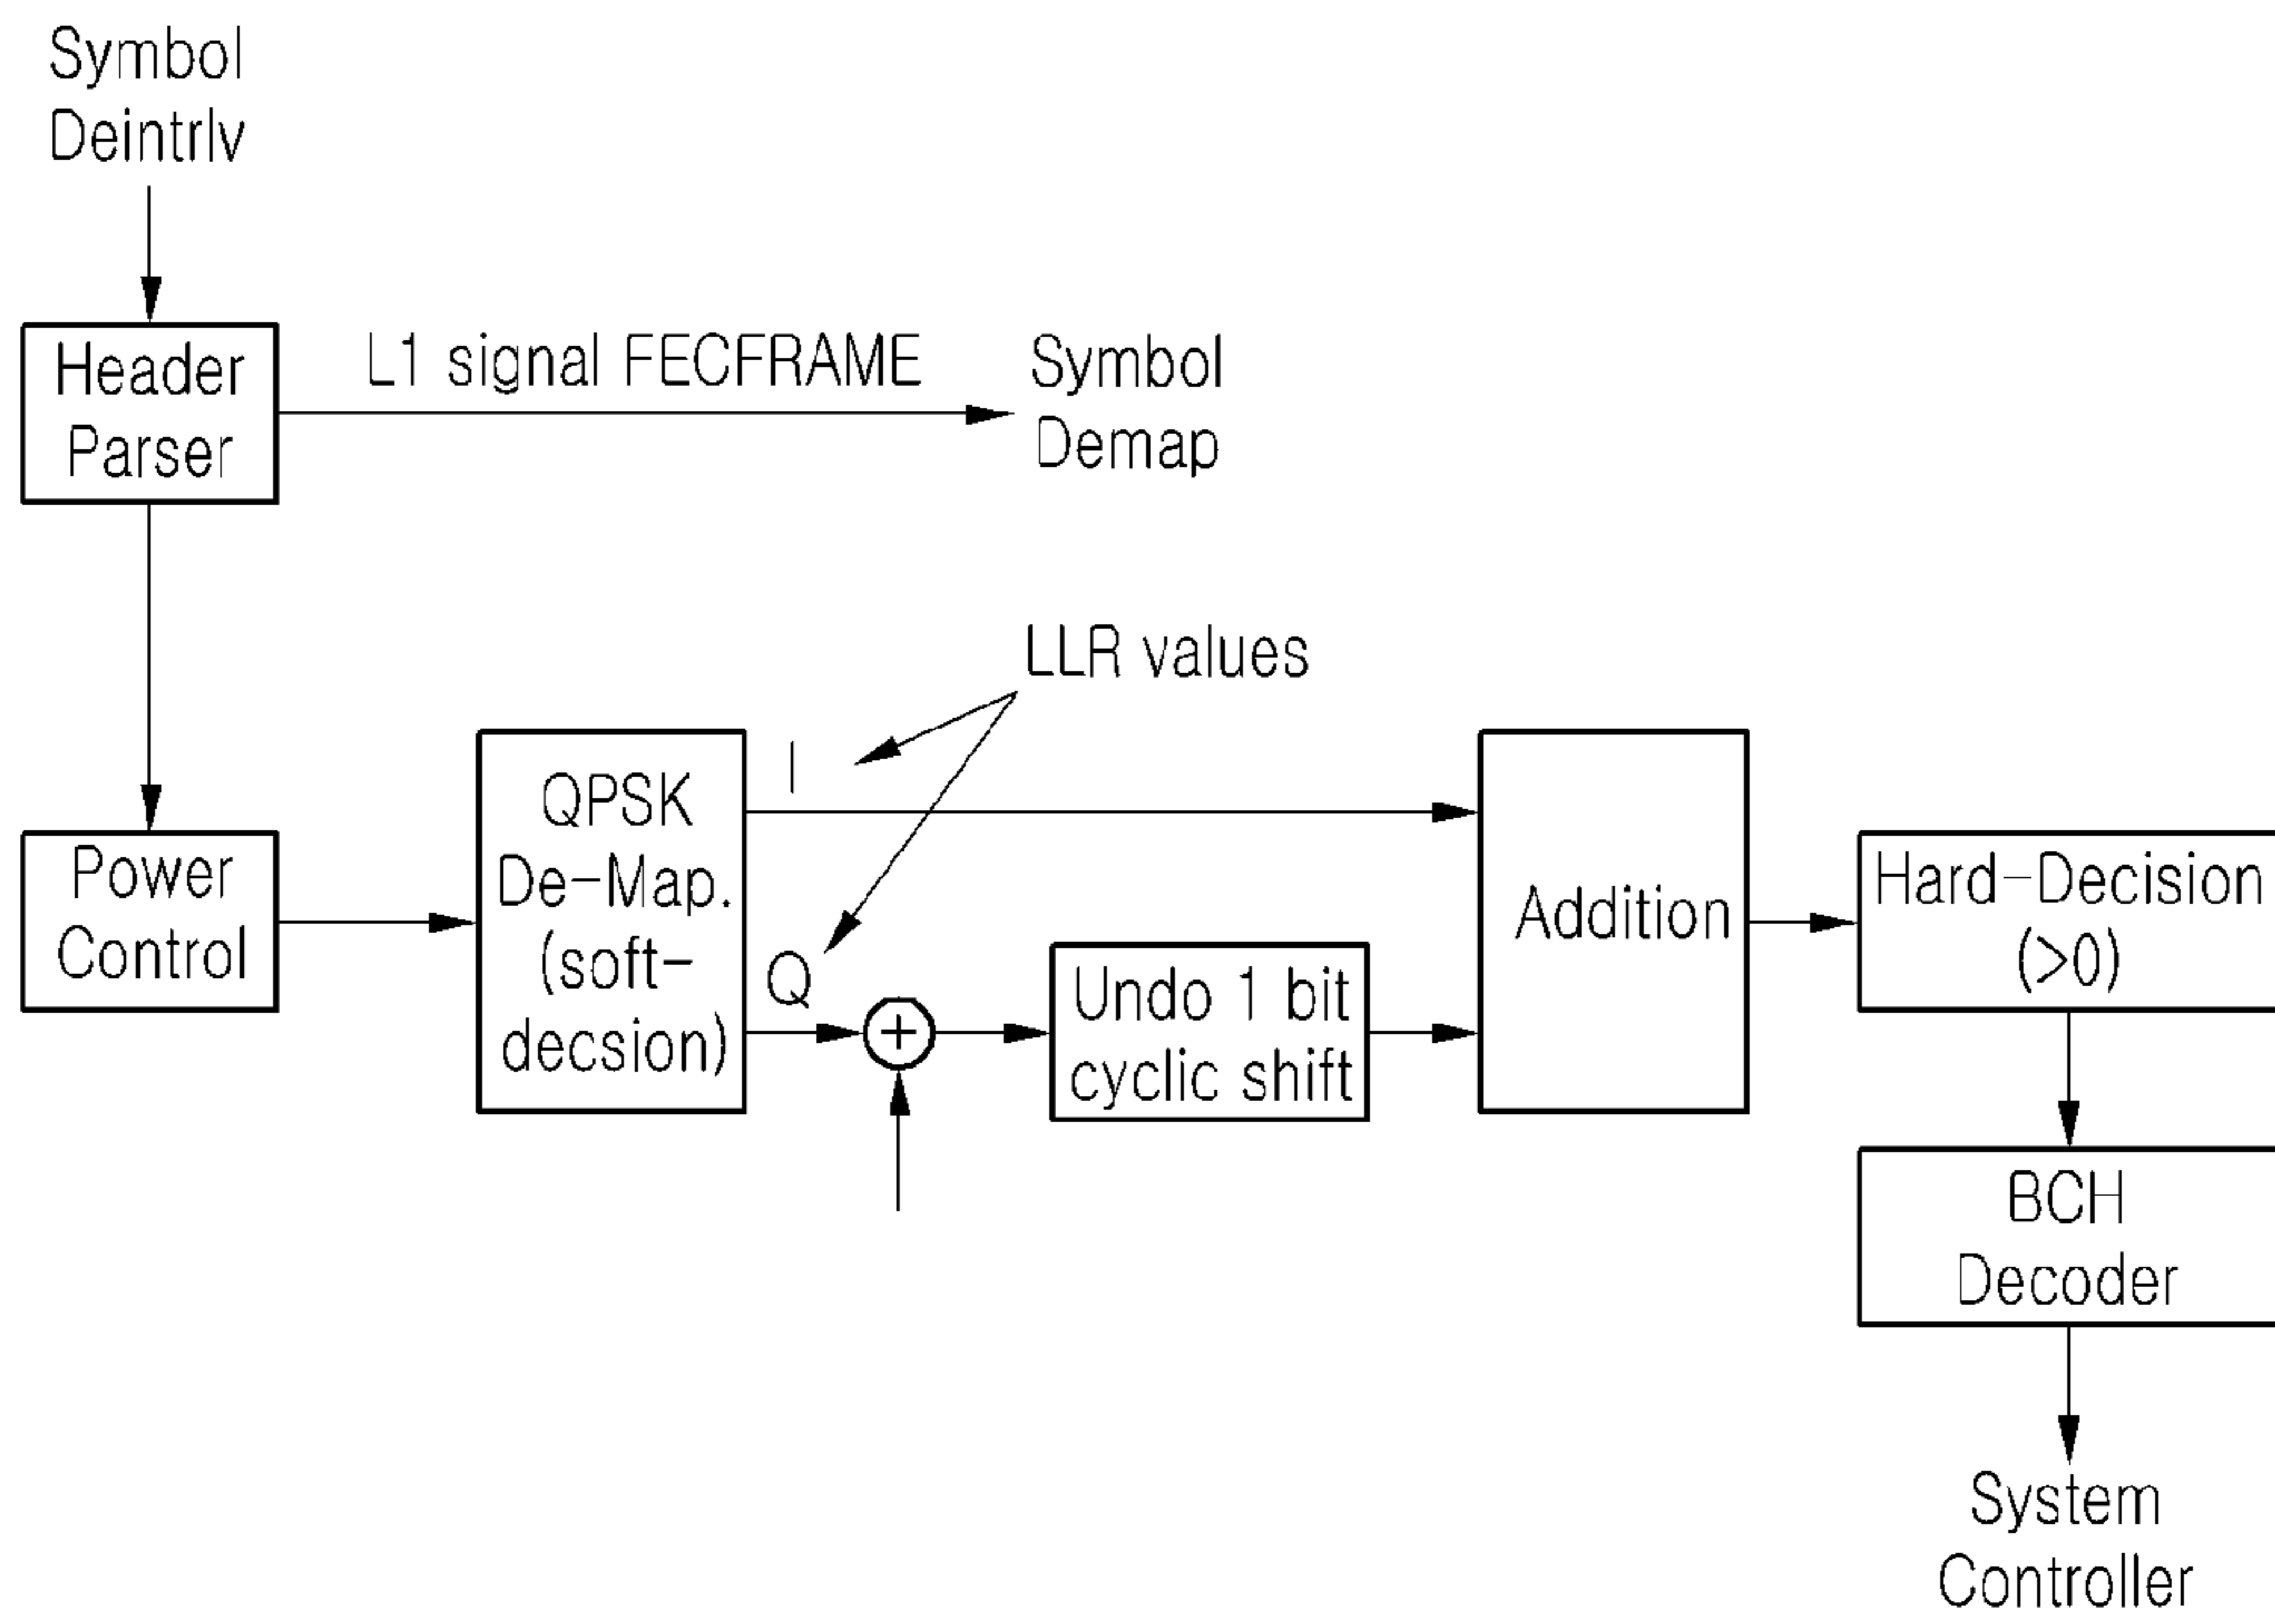 Symbol
Deintrlv
Header
Parser
L1 signal FECFRAME
Symbol
Demap
Power
Control
QPSK
De-Map.
(soft-
decsion)
LLR values
I
Q
+
Undo 1 bit
cyclic shift
Addition
Hard-Decision
(>0)
BCH
Decoder
System
Controller